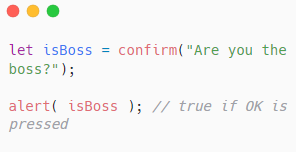 let isBoss = confirm("Are you the
boss?");
alert( isBoss ); // true if OK is
pressed